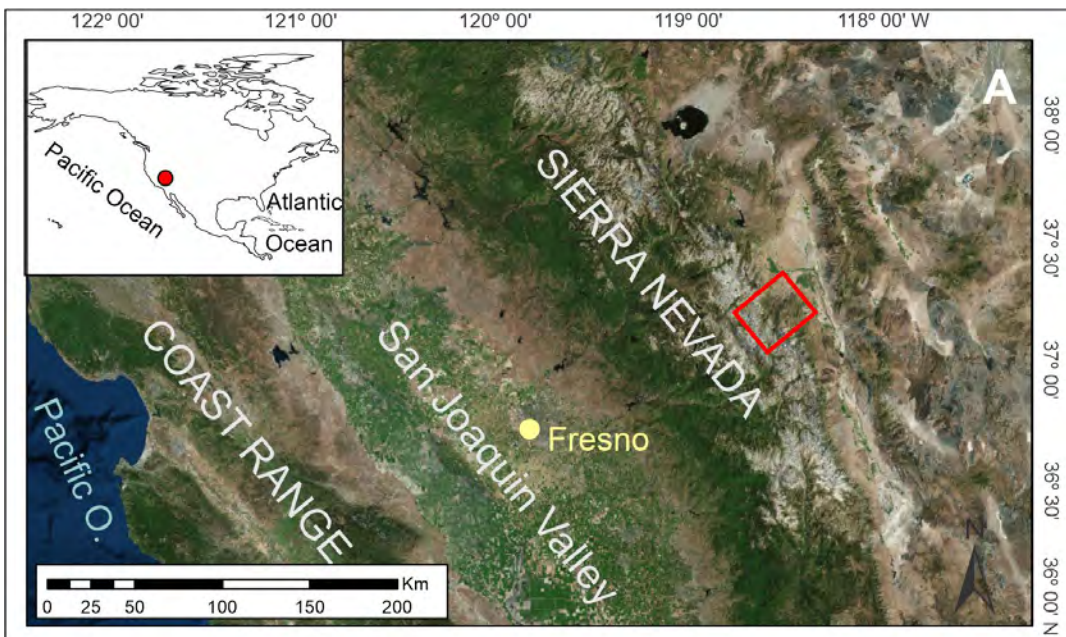 122° 00' 121° 00' 120° 00' 119° 00' 118° 00' W
A
Pacific Ocean
Atlantic
Ocean
38° 00'
37° 30'
37° 00'
36° 30'
36° 00' N
SIERRA NEVADA
San Joaquin Valley
COAST RANGE
Pacific O.
Fresno
N
Km
0 25 50 100 150 200